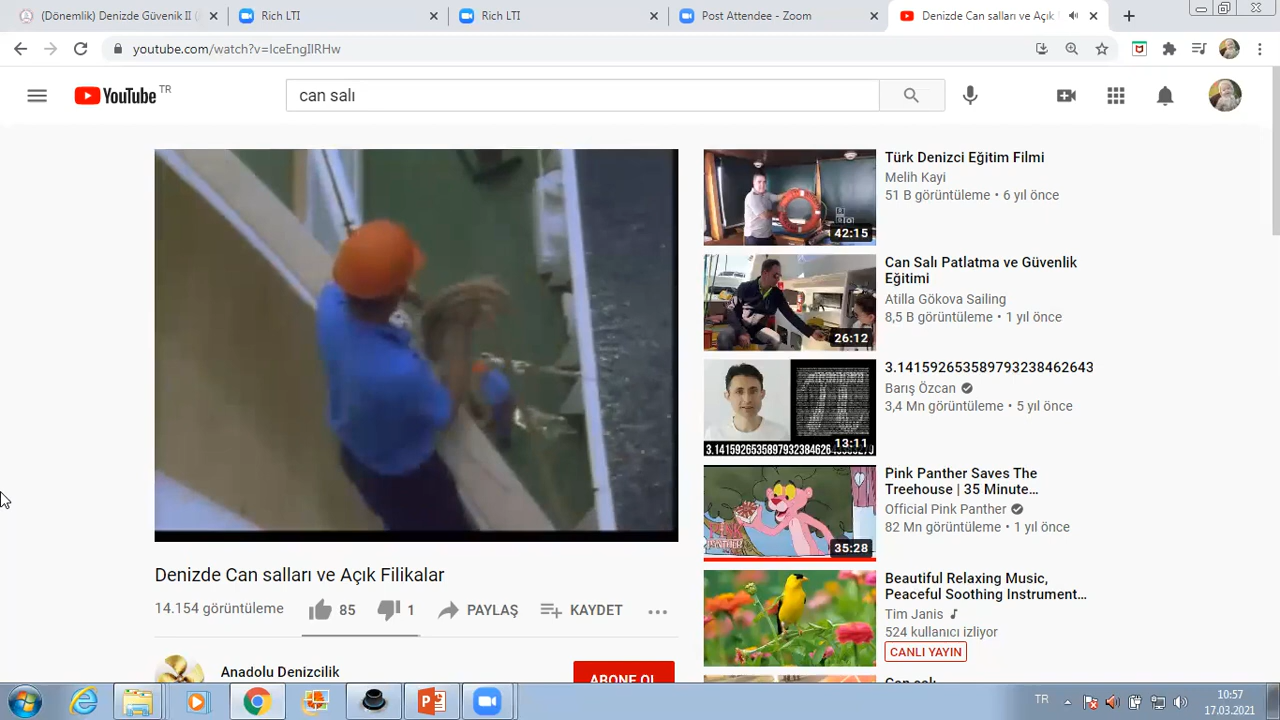 (Dönemlik) Denizde Güvenik II (
Rich LTI
Rich LTI
Post Attendee - Zoom
Denizde Can salları ve Açık
youtube.com/watch?v=IceEngIlRHw
YouTube TR
can salı
Türk Denizci Eğitim Filmi
Melih Kayi
51 B görüntüleme • 6 yıl önce
42:15
Can Salı Patlatma ve Güvenlik
Eğitimi
Atilla Gökova Sailing
8,5 B görüntüleme • 1 yıl önce
26:12
3.14159265358979323846264​3
Barış Özcan
3,4 Mn görüntüleme • 5 yıl önce
13:11
Pink Panther Saves The
Treehouse | 35 Minute…
Official Pink Panther
82 Mn görüntüleme • 1 yıl önce
PANTHER
35:28
Beautiful Relaxing Music,
Peaceful Soothing Instrument…
Tim Janis
524 kullanıcı izliyor
CANLI YAYIN
Denizde Can salları ve Açık Filikalar
14.154 görüntüleme
85
1
PAYLAŞ
KAYDET
Anadolu Denizcilik
ABONE OL
TR
10:57
17.03.2021